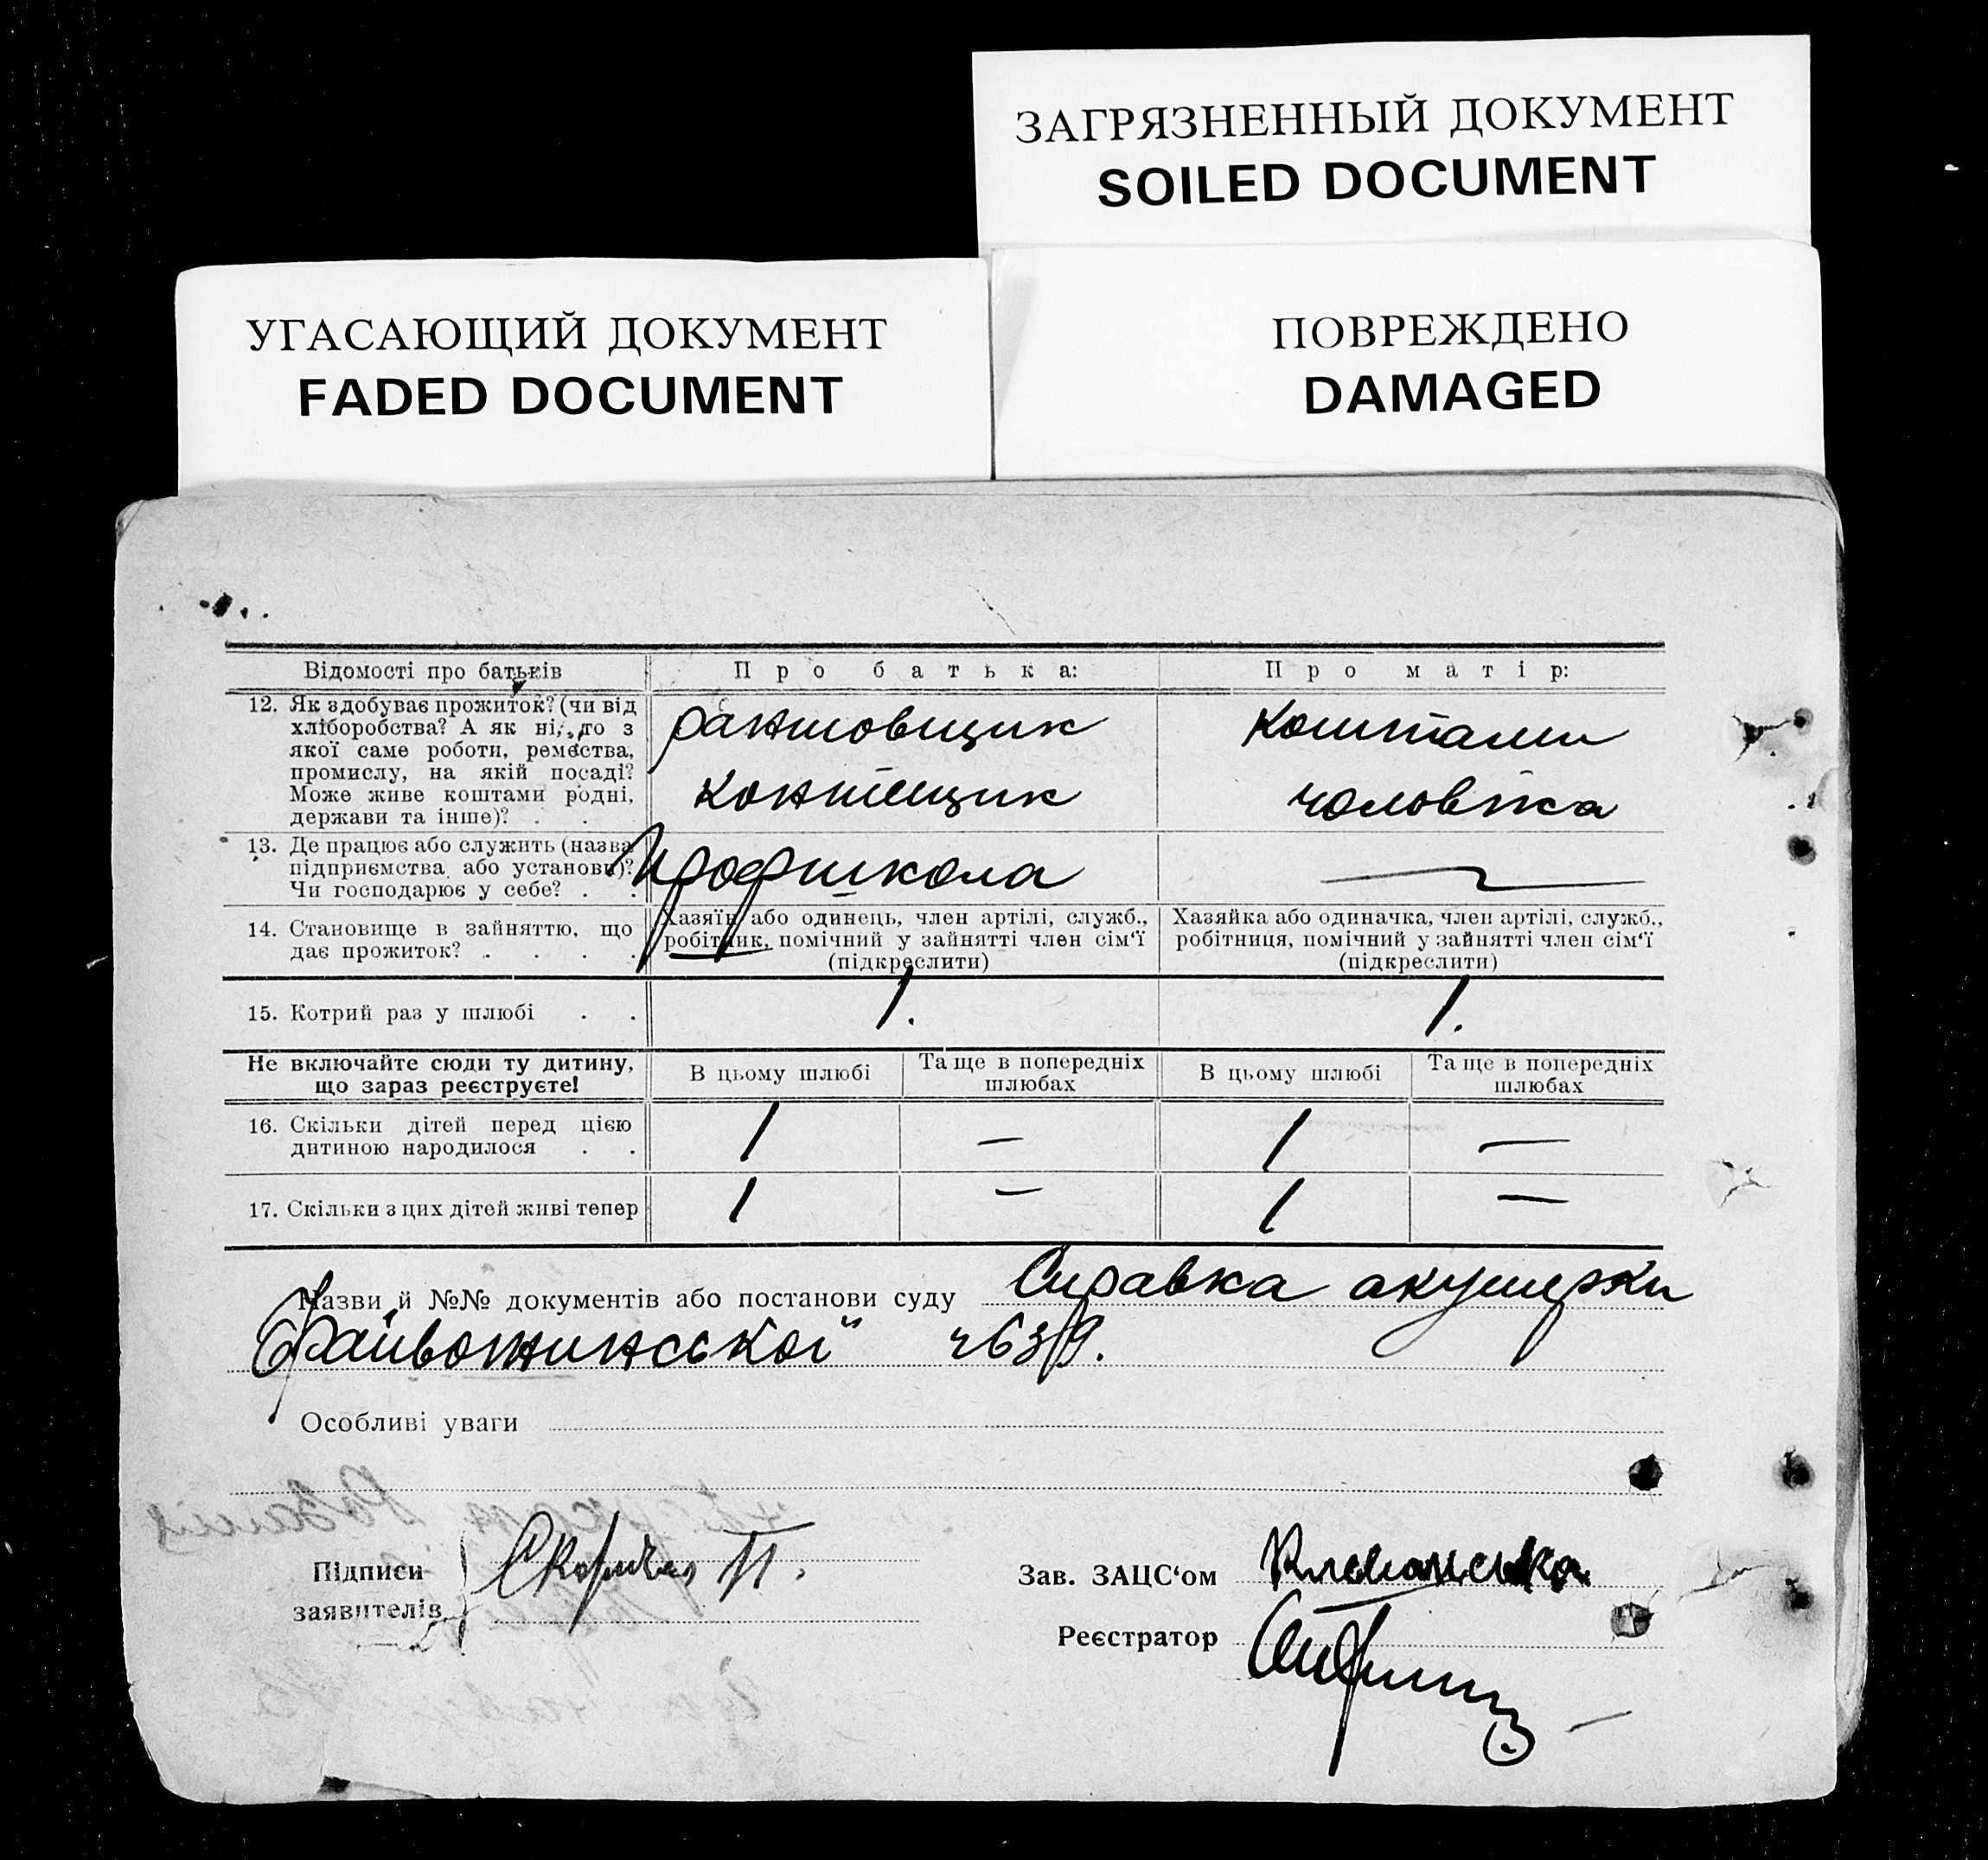 ЗАГРЯЗНЕННЫЙ ДОКУМЕНТ
SOILED DOCUMENT
УГАСАЮЩИЙ ДОКУМЕНТ
FADED DOCUMENT
ПОВРЕЖДЕНО
DAMAGED
Відомості про батьків
Про батька:
Про матір:
12. Як здобуває прожиток? (чи від
хліборобства? А як ні, то з
якої саме роботи, ремества,
промислу, на якій посаді?
Може живе коштами рòдні,
держави та інше)? . . .
рахтовщик
коштами
чоловіка
13. Де працює або служить (назва
підприємства або установи)?
Чи господарює у себе? . .
Профшкола
—
14. Становище в зайняттю, що
дає прожиток? . . . .
Хазяїн або одинець, член артілі, служб.,
робітник, помічний у зайнятті член сім'ї
(підкреслити)
Хазяйка або одиначка, член артілі, служб.,
робітниця, помічний у зайнятті член сім'ї
(підкреслити)
15. Котрий раз у шлюбі . .
1.
1.
Не включайте сюди ту дитину,
що зараз реєструєте!
В цьому шлюбі
Та ще в попередніх
шлюбах
В цьому шлюбі
Та ще в попередніх
шлюбах
16. Скільки дітей перед цією
дитиною народилося . .
1
—
1
—
17. Скільки з цих дітей живі тепер
1
—
1
—
Назви й №№ документів або постанови суду Справка акушерки
Особливі уваги
Підписи
заявителів
Зав. ЗАЦС'ом
Реєстратор